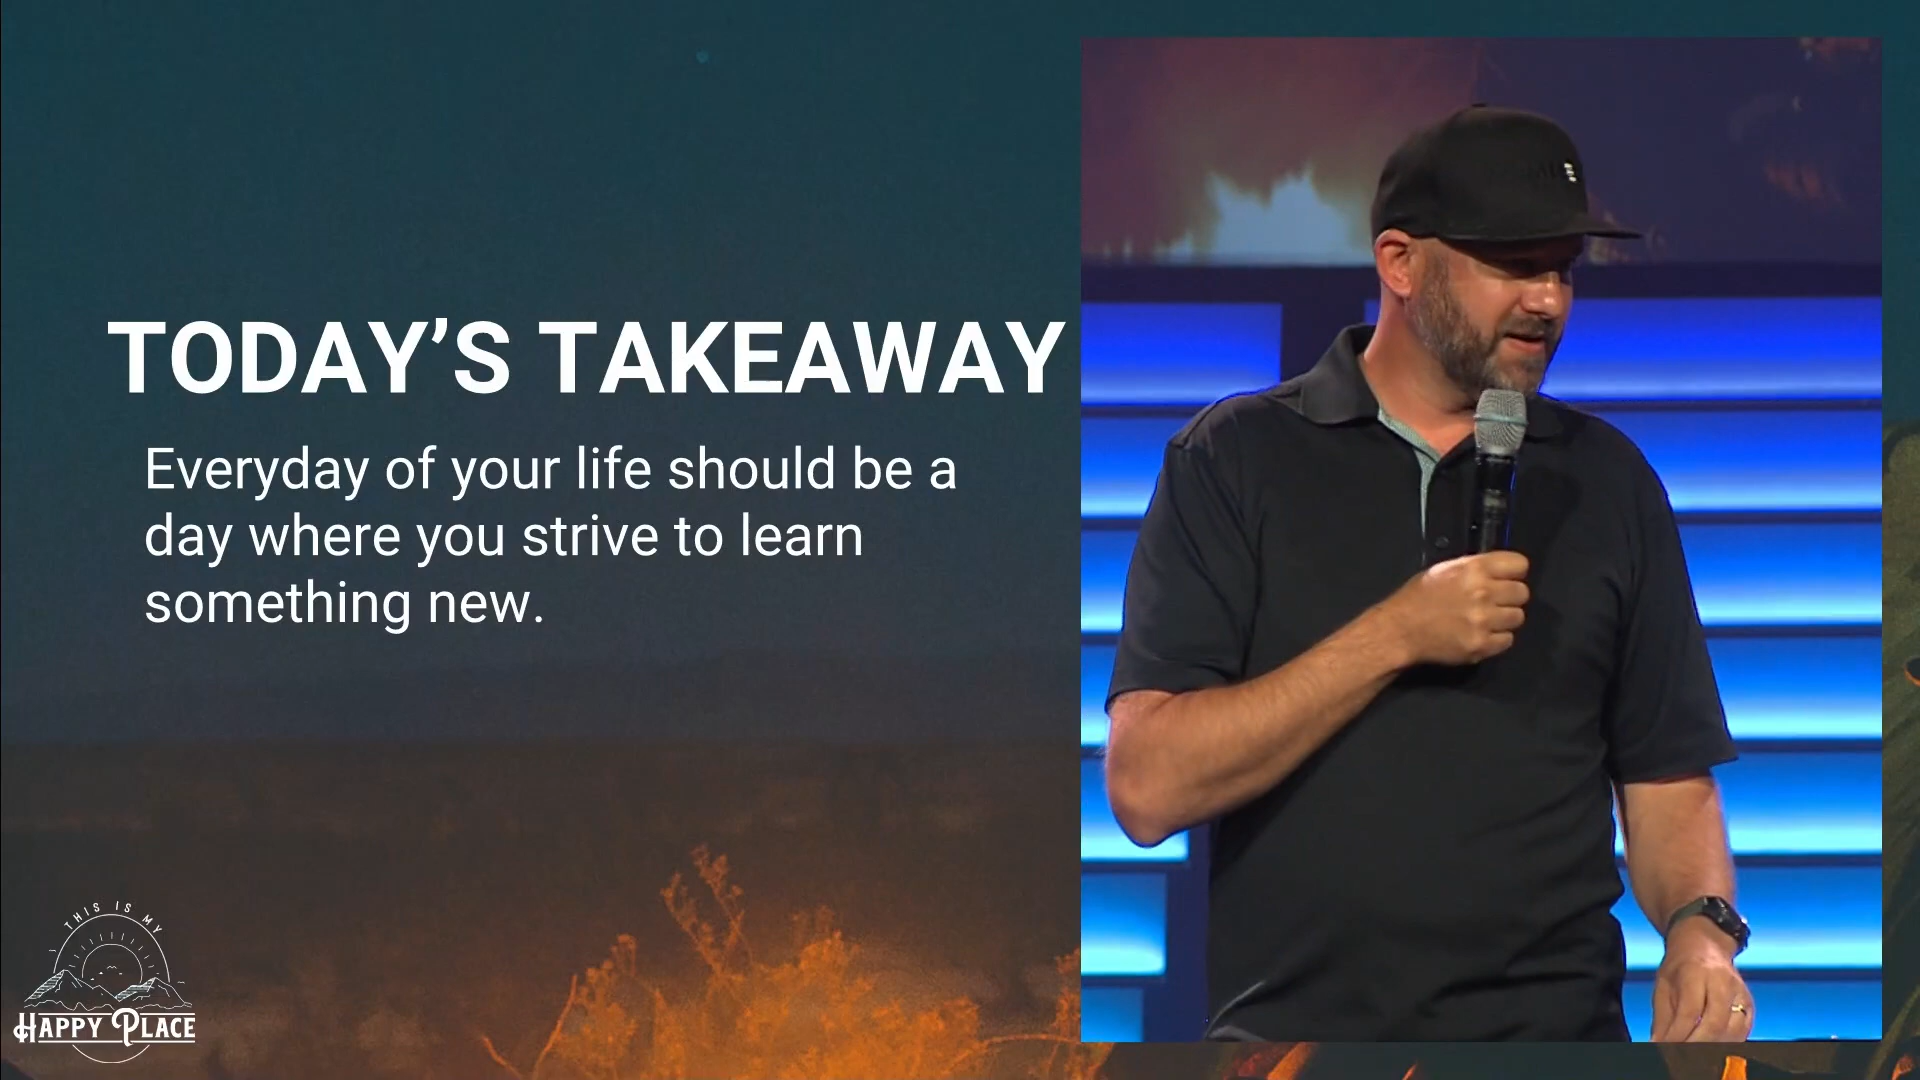 TODAY’S TAKEAWAY
Everyday of your life should be a
day where you strive to learn
something new.
THIS IS MY
HAPPY PLACE